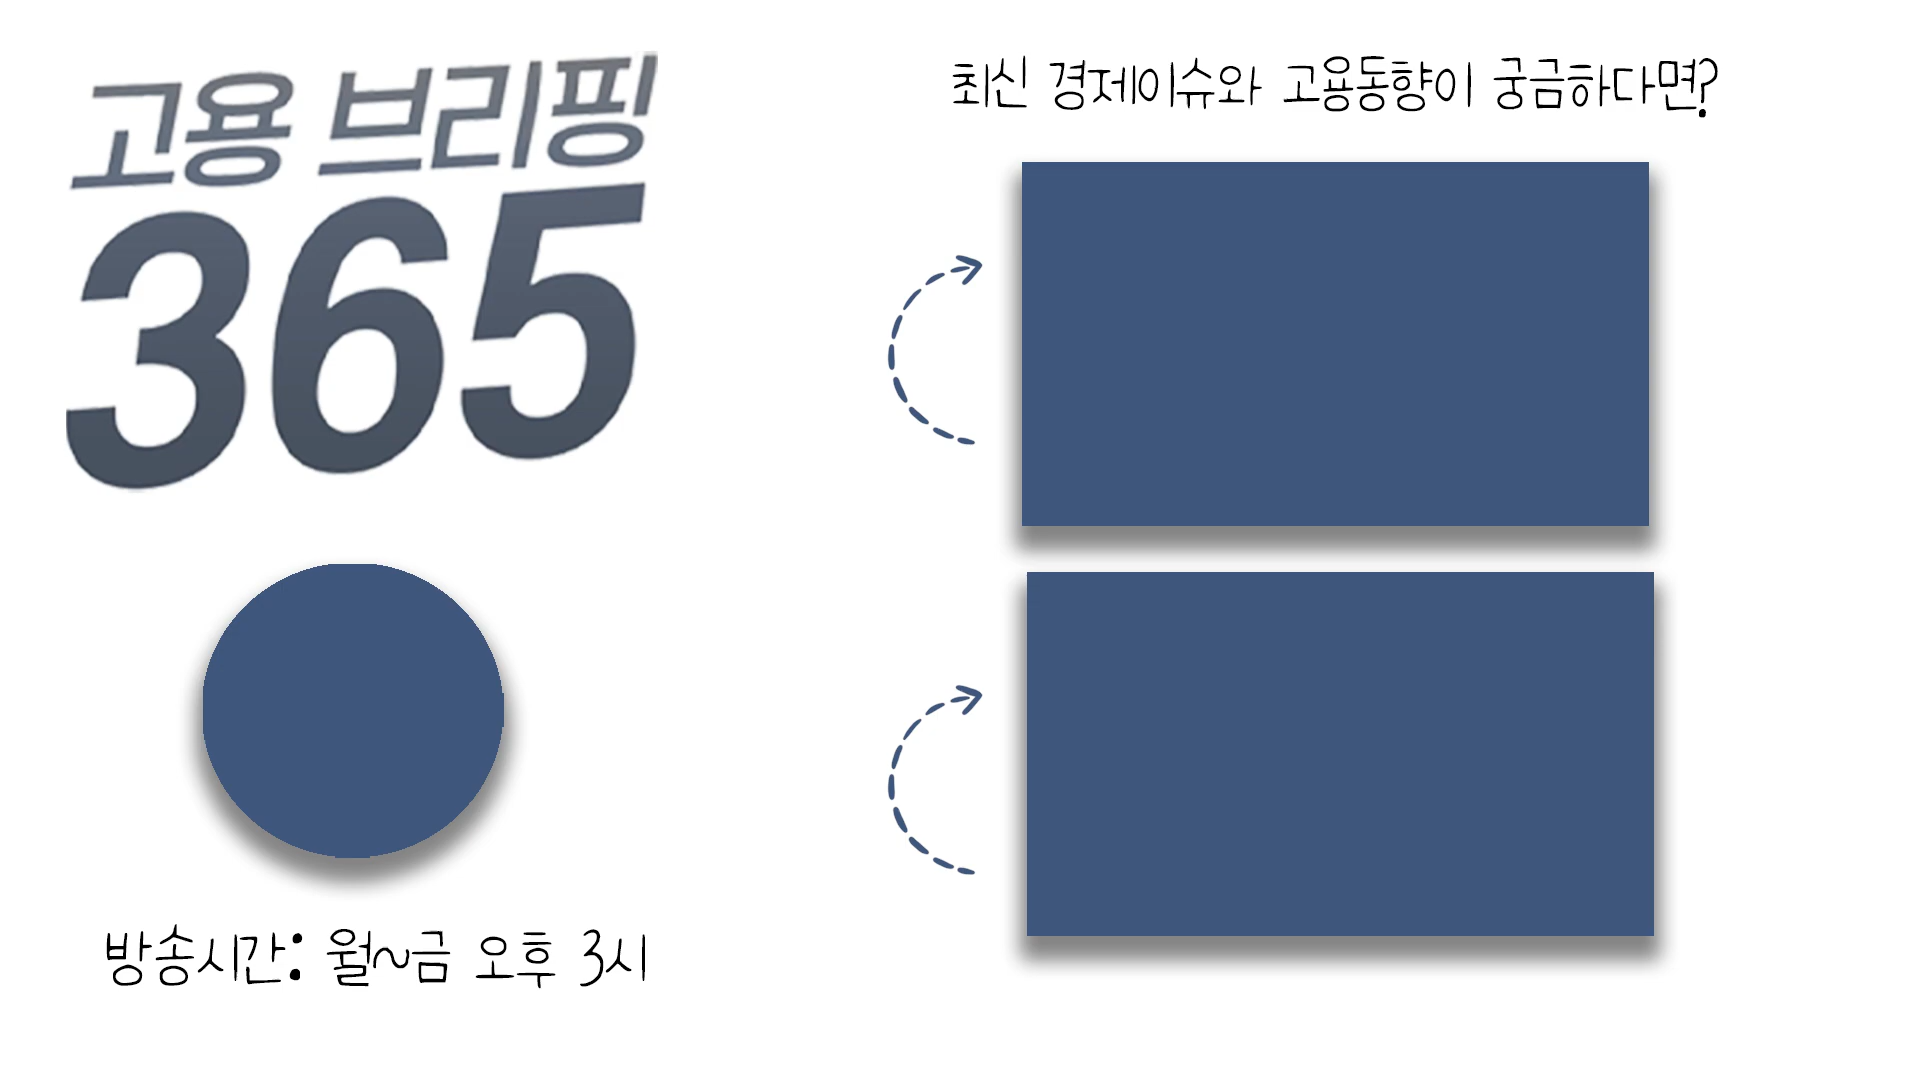 고용 브리핑
365
최신 경제이슈와 고용동향이 궁금하다면?
방송시간: 월~금 오후 3시